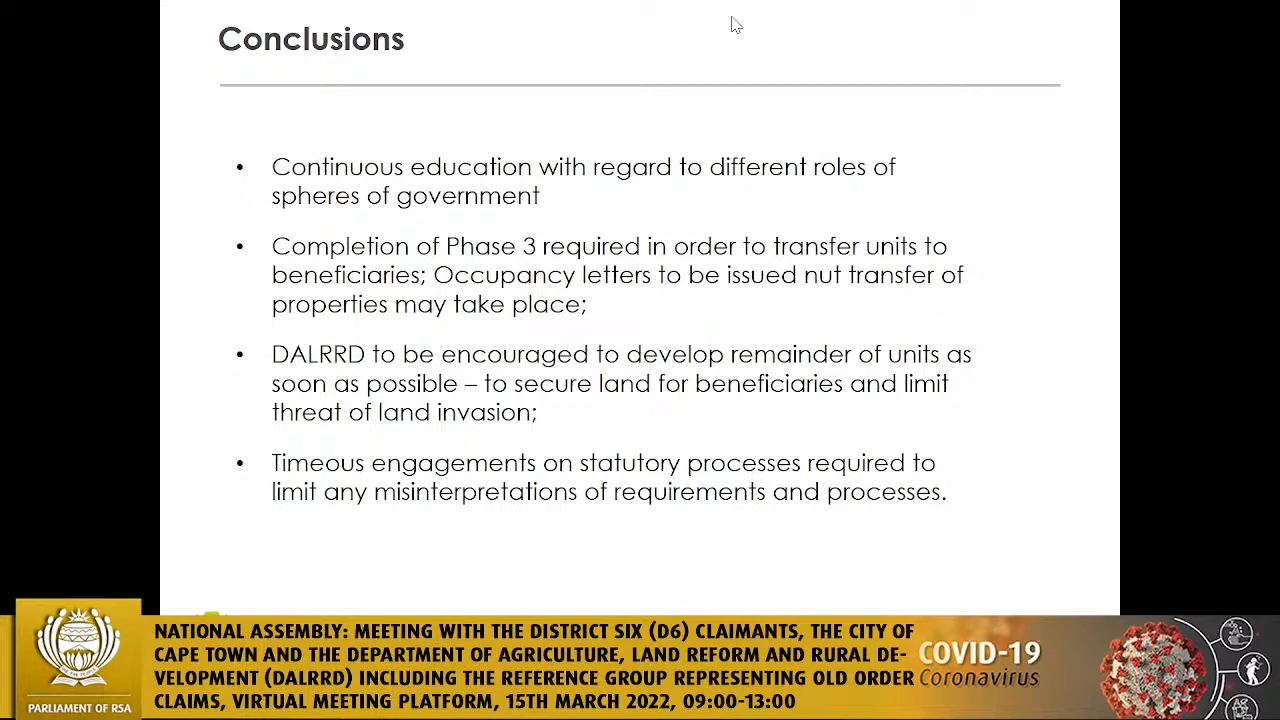 Conclusions
• Continuous education with regard to different roles of
spheres of government
• Completion of Phase 3 required in order to transfer units to
beneficiaries; Occupancy letters to be issued nut transfer of
properties may take place;
• DALRRD to be encouraged to develop remainder of units as
soon as possible – to secure land for beneficiaries and limit
threat of land invasion;
• Timeous engagements on statutory processes required to
limit any misinterpretations of requirements and processes.
NATIONAL ASSEMBLY: MEETING WITH THE DISTRICT SIX (D6) CLAIMANTS, THE CITY OF
CAPE TOWN AND THE DEPARTMENT OF AGRICULTURE, LAND REFORM AND RURAL DE-
VELOPMENT (DALRRD) INCLUDING THE REFERENCE GROUP REPRESENTING OLD ORDER
CLAIMS, VIRTUAL MEETING PLATFORM, 15TH MARCH 2022, 09:00-13:00
PARLIAMENT OF RSA
COVID-19
Coronavirus